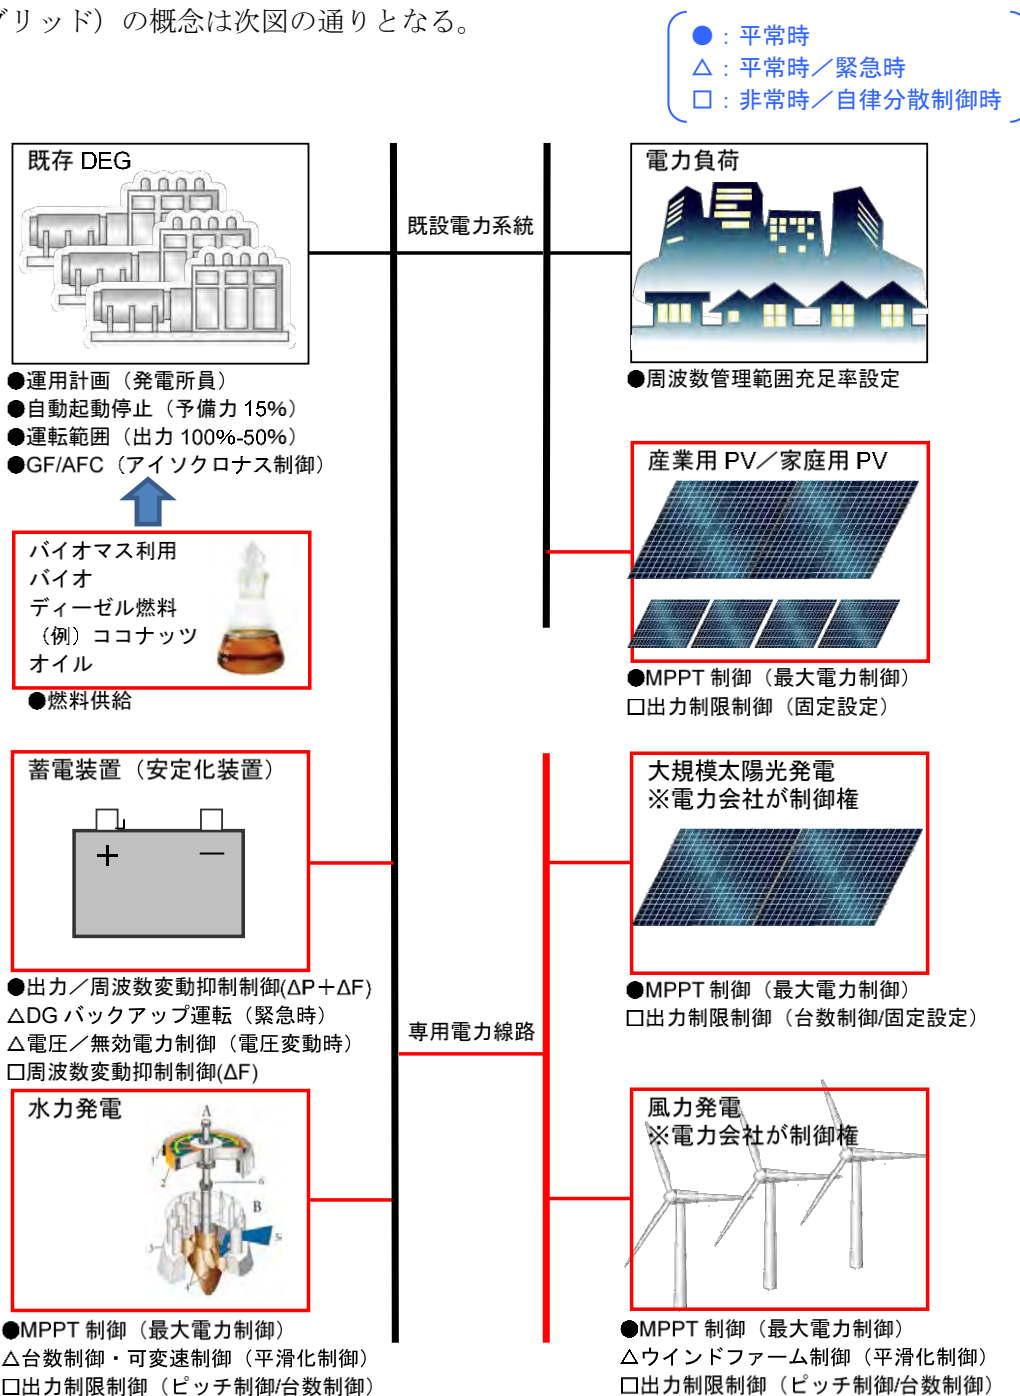 グリッド）の概念は次図の通りとなる。
●：平常時
△：平常時／緊急時
□：非常時／自律分散制御時
既存 DEG
●運用計画（発電所員）
●自動起動停止（予備力 15%）
●運転範囲（出力 100%-50%）
●GF/AFC（アイソクロナス制御）
既設電力系統
電力負荷
●周波数管理範囲充足率設定
バイオマス利用
バイオ
ディーゼル燃料
（例）ココナッツ
オイル
●燃料供給
産業用 PV／家庭用 PV
●MPPT 制御（最大電力制御）
□出力制限制御（固定設定）
蓄電装置（安定化装置）
＋ －
●出力／周波数変動抑制制御(ΔP＋ΔF)
△DG バックアップ運転（緊急時）
△電圧／無効電力制御（電圧変動時）
□周波数変動抑制制御(ΔF)
専用電力線路
大規模太陽光発電
※電力会社が制御権
●MPPT 制御（最大電力制御）
□出力制限制御（台数制御/固定設定）
水力発電
A
1
2
6
B
3
5
4
●MPPT 制御（最大電力制御）
△台数制御・可変速制御（平滑化制御）
□出力制限制御（ピッチ制御/台数制御）
風力発電
※電力会社が制御権
●MPPT 制御（最大電力制御）
△ウインドファーム制御（平滑化制御）
□出力制限制御（ピッチ制御/台数制御）